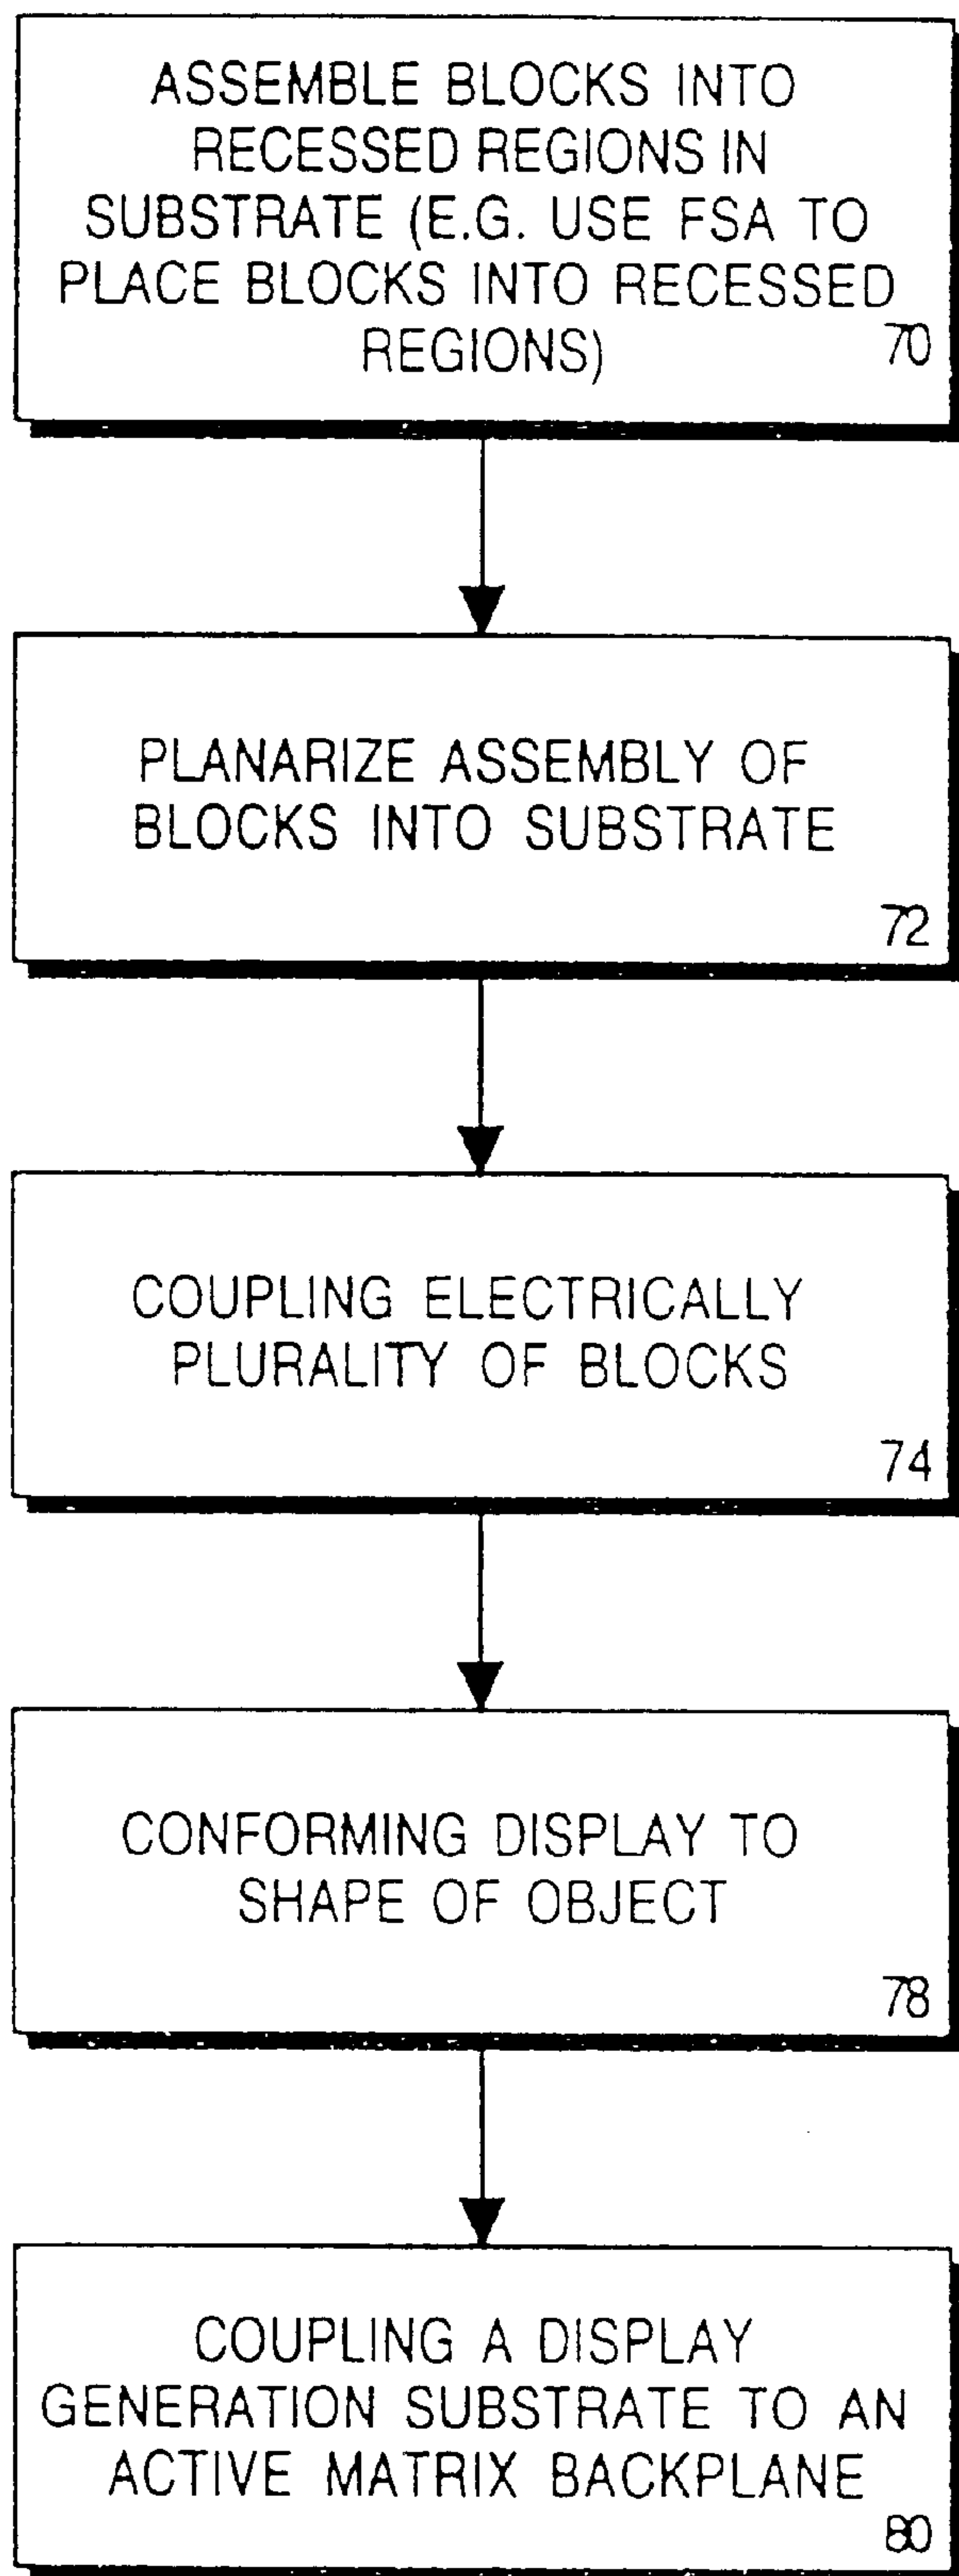 ASSEMBLE BLOCKS INTO
RECESSED REGIONS IN
SUBSTRATE (E.G. USE FSA TO
PLACE BLOCKS INTO RECESSED
REGIONS)
70
PLANARIZE ASSEMBLY OF
BLOCKS INTO SUBSTRATE
72
COUPLING ELECTRICALLY
PLURALITY OF BLOCKS
74
CONFORMING DISPLAY TO
SHAPE OF OBJECT
78
COUPLING A DISPLAY
GENERATION SUBSTRATE TO AN
ACTIVE MATRIX BACKPLANE
80